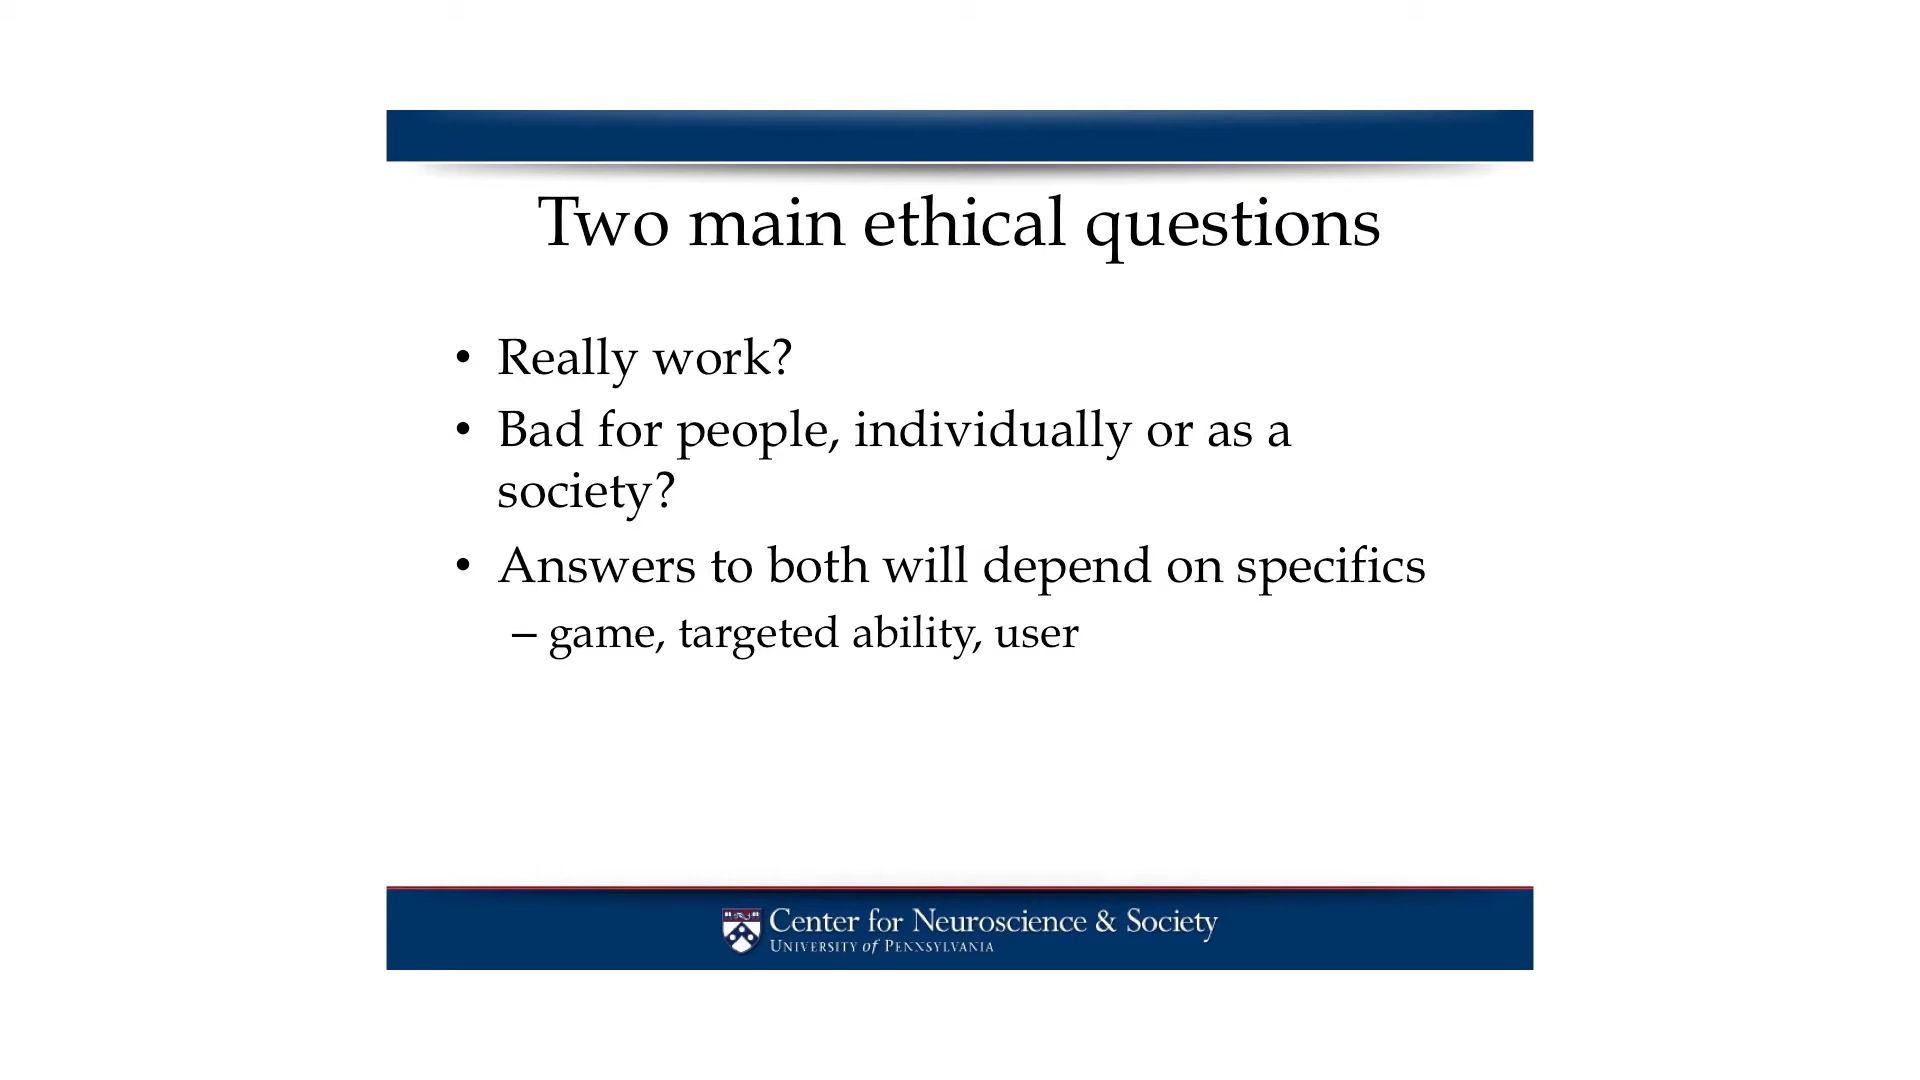 Two main ethical questions
• Really work?
• Bad for people, individually or as a
society?
• Answers to both will depend on specifics
– game, targeted ability, user
Center for Neuroscience & Society
UNIVERSITY of PENNSYLVANIA